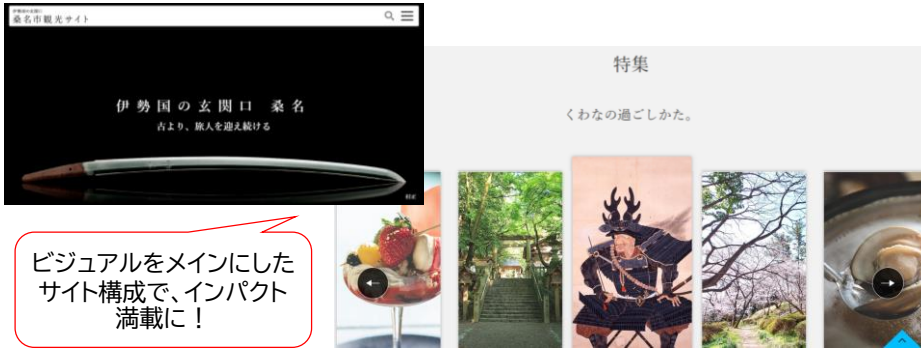 伊勢国の玄関口
桑名市観光サイト
伊勢国の玄関口 桑名
古より、旅人を迎え続ける
特集
くわなの過ごしかた。
ビジュアルをメインにした
サイト構成で、インパクト
満載に！